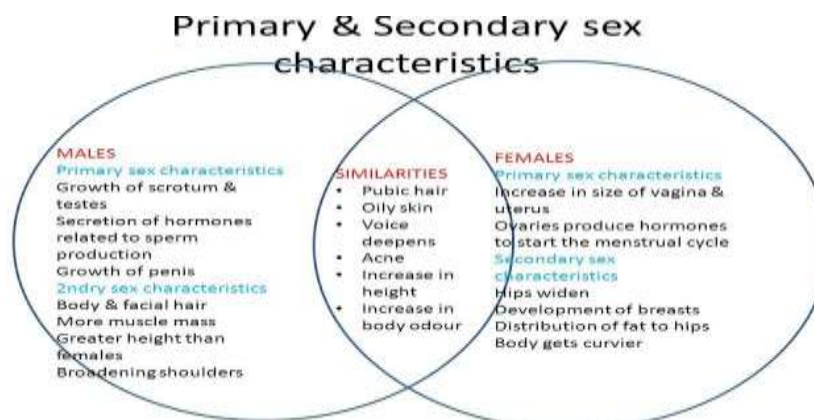 Primary & Secondary sex
characteristics
MALES
Primary sex characteristics
Growth of scrotum &
testes
Secretion of hormones
related to sperm
production
Growth of penis
2ndry sex characteristics
Body & facial hair
More muscle mass
Greater height than
females
Broadening shoulders
SIMILARITIES
• Pubic hair
• Oily skin
• Voice
deepens
• Acne
• Increase in
height
• Increase in
body odour
FEMALES
Primary sex characteristics
Increase in size of vagina &
uterus
Ovaries produce hormones
to start the menstrual cycle
Secondary sex
characteristics
Hips widen
Development of breasts
Distribution of fat to hips
Body gets curvier